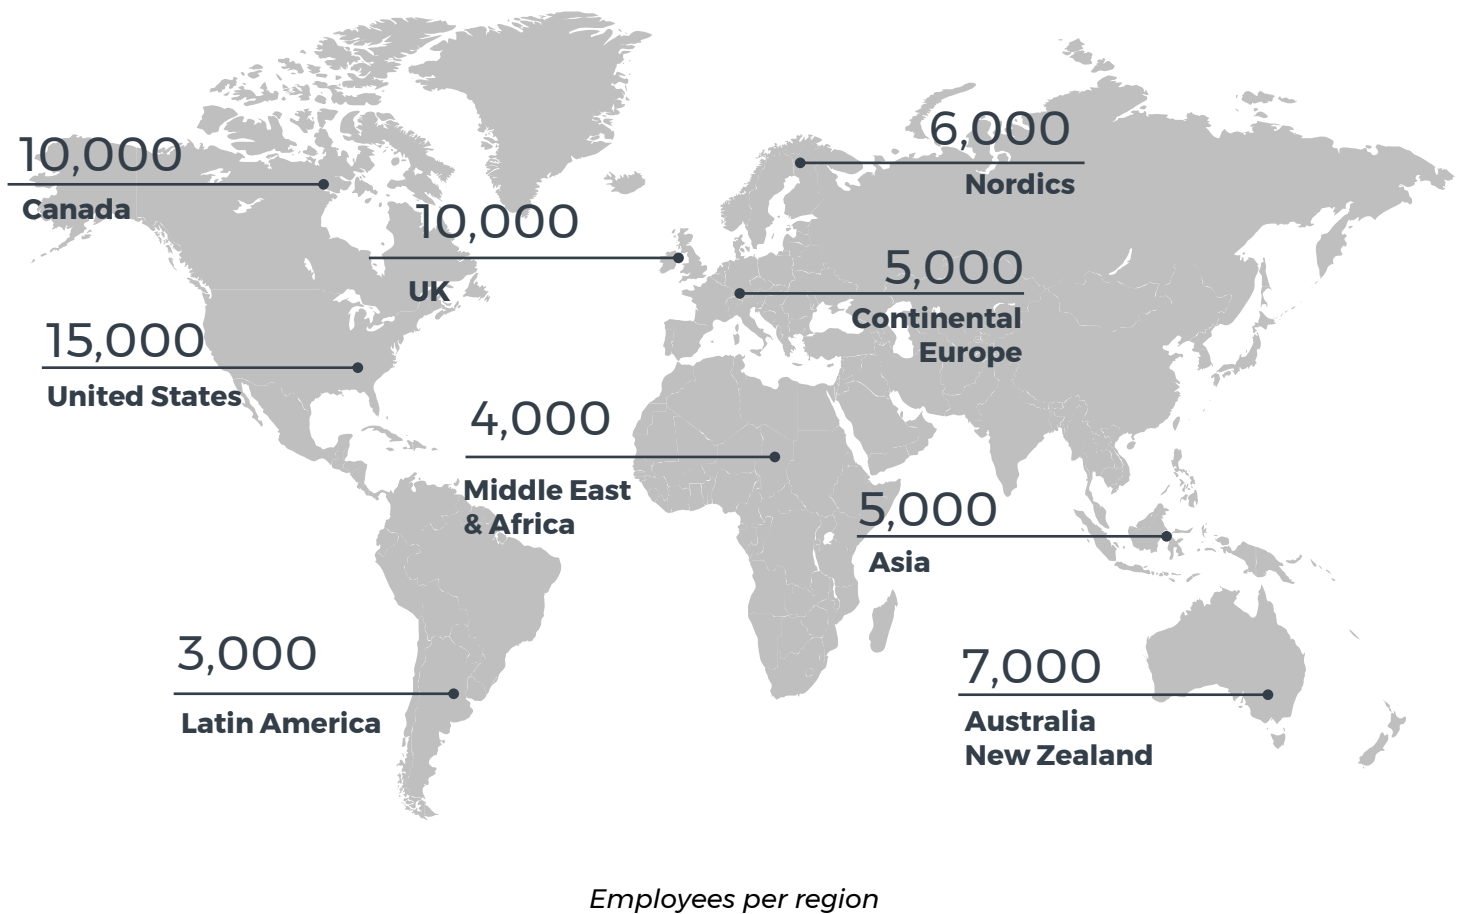 10,000
Canada
6,000
Nordics
10,000
UK
5,000
Continental
Europe
15,000
United States
4,000
Middle East
& Africa
5,000
Asia
3,000
Latin America
7,000
Australia
New Zealand
Employees per region